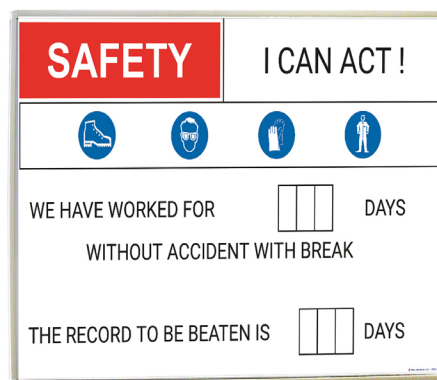 SAFETY
I CAN ACT !
WE HAVE WORKED FOR DAYS
WITHOUT ACCIDENT WITH BREAK
THE RECORD TO BE BEATEN IS DAYS